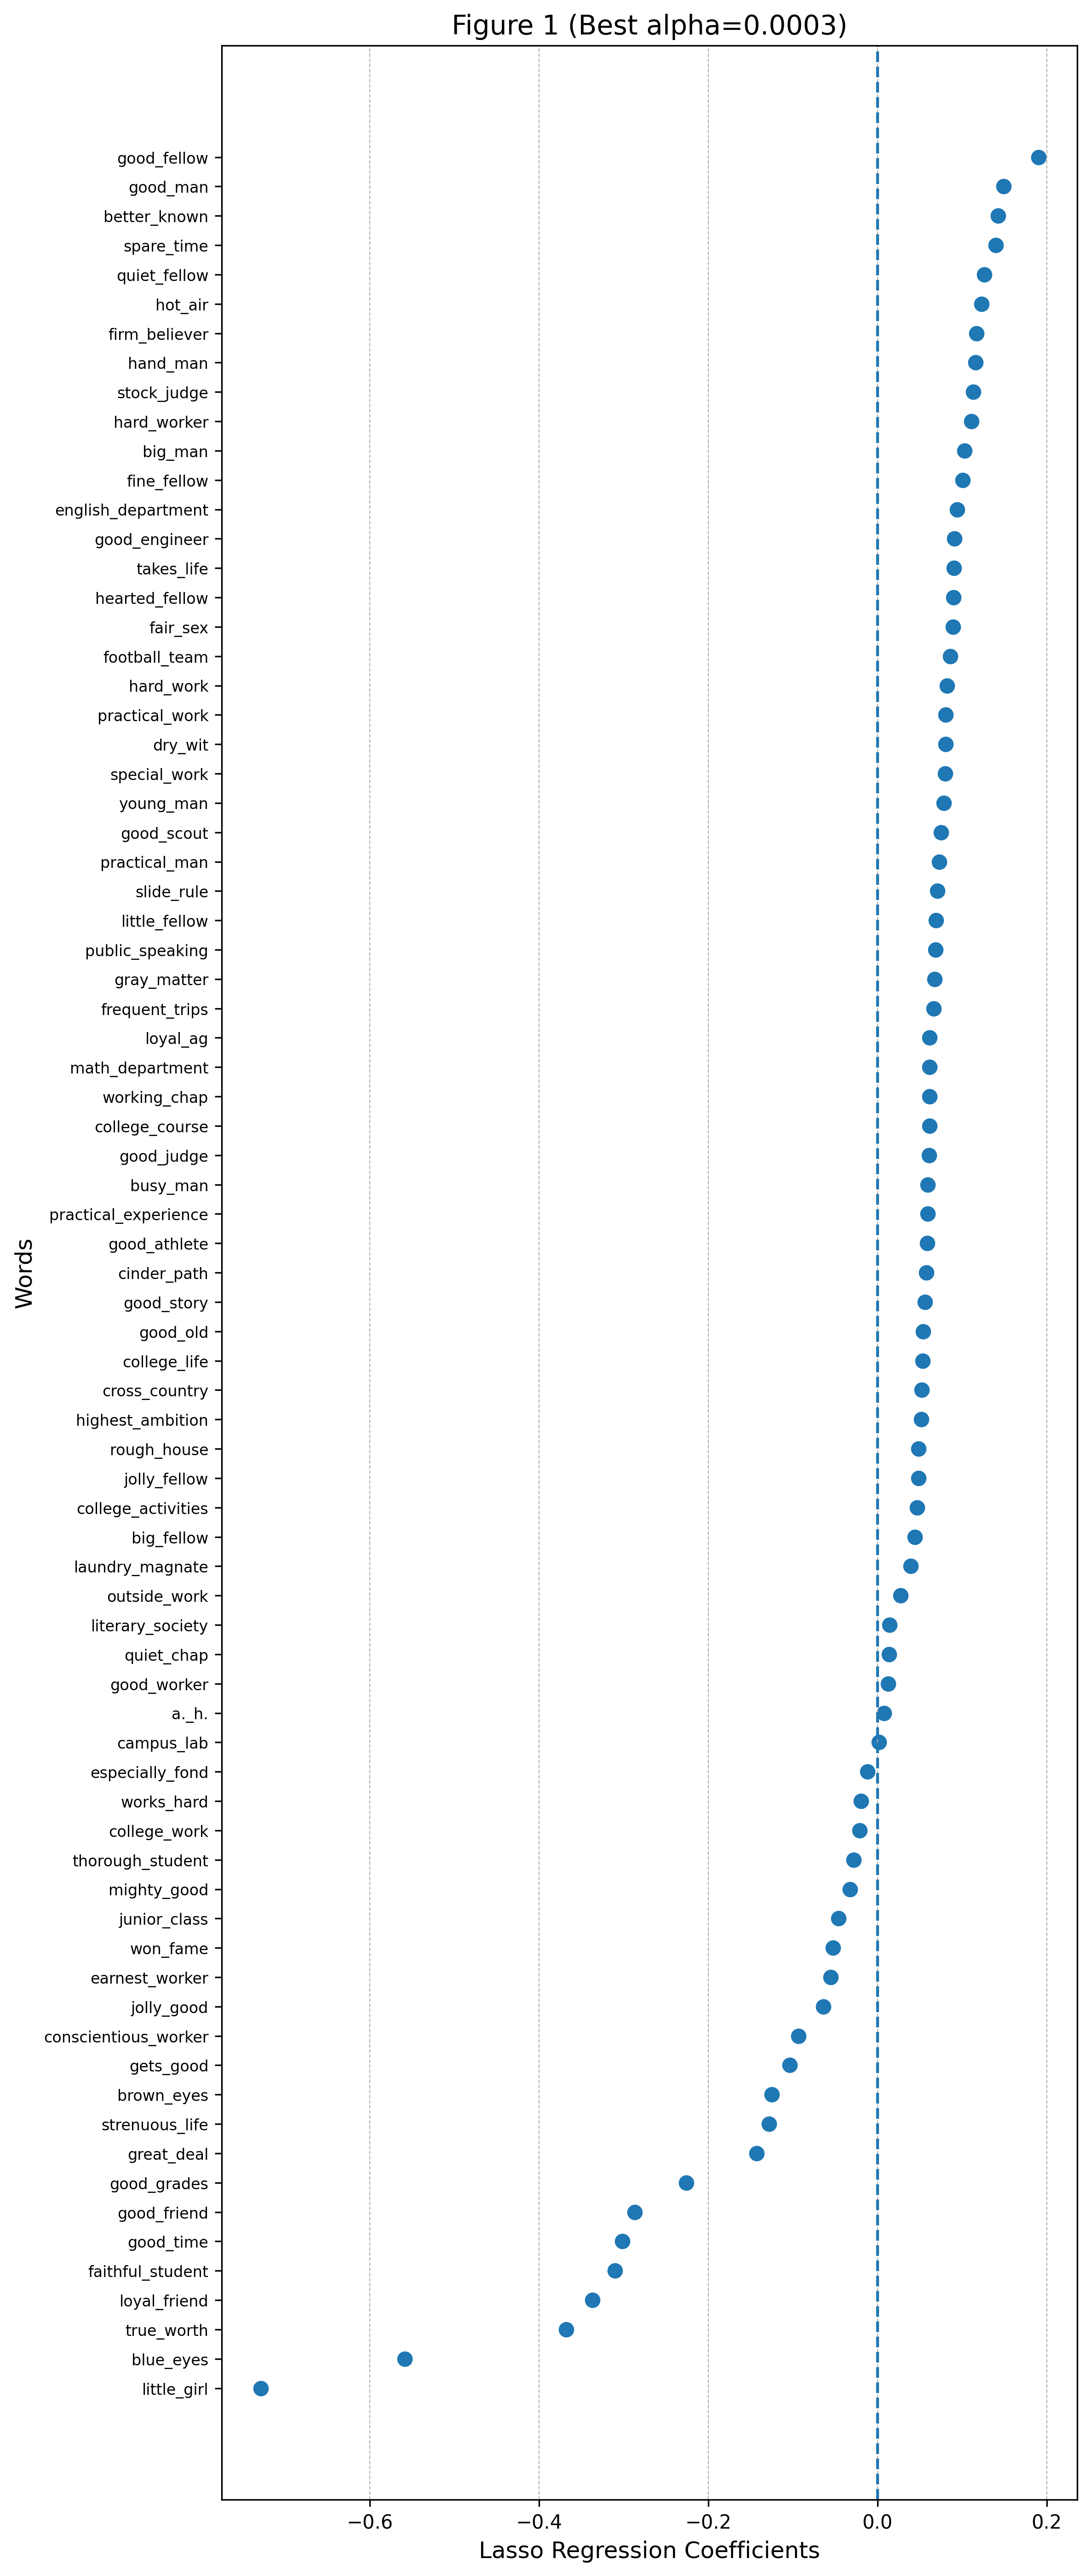 Figure 1 (Best alpha=0.0003)
good_fellow
good_man
better_known
spare_time
quiet_fellow
hot_air
firm_believer
hand_man
stock_judge
hard_worker
big_man
fine_fellow
english_department
good_engineer
takes_life
hearted_fellow
fair_sex
football_team
hard_work
practical_work
dry_wit
special_work
young_man
good_scout
practical_man
slide_rule
little_fellow
public_speaking
gray_matter
frequent_trips
loyal_ag
math_department
working_chap
college_course
good_judge
busy_man
practical_experience
good_athlete
cinder_path
good_story
good_old
college_life
cross_country
highest_ambition
rough_house
jolly_fellow
college_activities
big_fellow
laundry_magnate
outside_work
literary_society
quiet_chap
good_worker
a._h.
campus_lab
especially_fond
works_hard
college_work
thorough_student
mighty_good
junior_class
won_fame
earnest_worker
jolly_good
conscientious_worker
gets_good
brown_eyes
strenuous_life
great_deal
good_grades
good_friend
good_time
faithful_student
loyal_friend
true_worth
blue_eyes
little_girl
Words
−0.6 −0.4 −0.2 0.0 0.2
Lasso Regression Coefficients